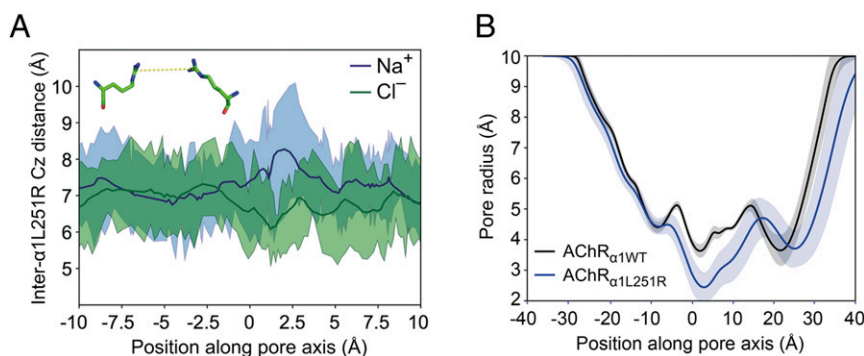 A
Inter-α1L251R Cz distance (Å)
10
9
8
7
6
5
Na+
Cl−
-10 -7.5 -5 -2.5 0 2.5 5 7.5 10
Position along pore axis (Å)
B
Pore radius (Å)
10
9
8
7
6
5
4
3
2
AChRα1WT
AChRα1L251R
-40 -30 -20 -10 0 10 20 30 40
Position along pore axis (Å)